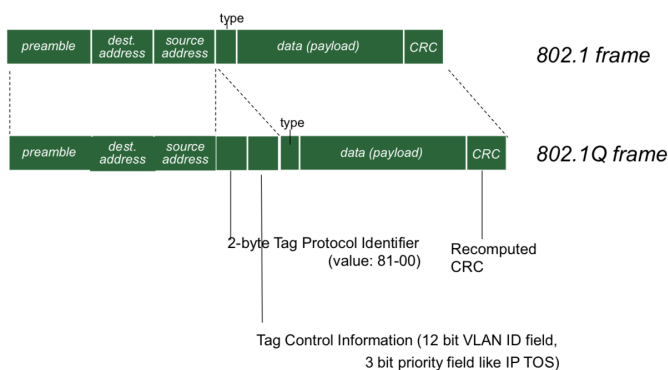 type
preamble
dest.
address
source
address
data (payload)
CRC
802.1 frame
type
preamble
dest.
address
source
address
data (payload)
CRC
802.1Q frame
2-byte Tag Protocol Identifier
(value: 81-00)
Recomputed
CRC
Tag Control Information (12 bit VLAN ID field,
3 bit priority field like IP TOS)